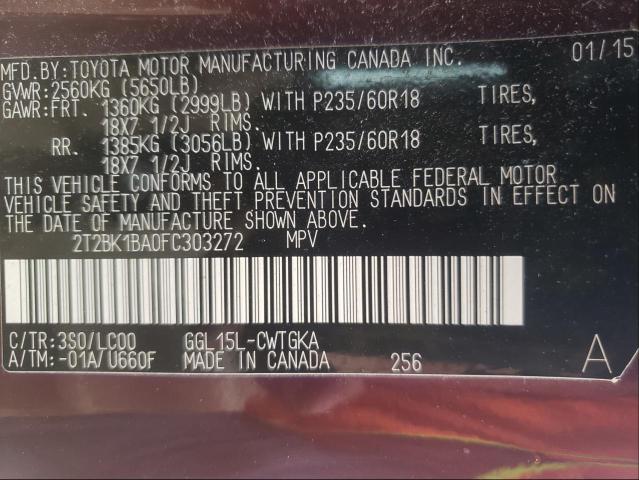 MFD.BY:TOYOTA MOTOR MANUFACTURING CANADA INC. 01/15
GVWR:2560KG (5650LB)
GAWR:FRT. 1360KG (2999LB) WITH P235/60R18 TIRES,
18X7 1/2J RIMS.
RR. 1385KG (3056LB) WITH P235/60R18 TIRES,
18X7 1/2J RIMS.
THIS VEHICLE CONFORMS TO ALL APPLICABLE FEDERAL MOTOR
VEHICLE SAFETY AND THEFT PREVENTION STANDARDS IN EFFECT ON
THE DATE OF MANUFACTURE SHOWN ABOVE.
2T2BK1BA0FC303272 MPV
C/TR:3S0/LC00 GGL15L-CWTGKA
A/TM:-01A/U660F MADE IN CANADA 256 A